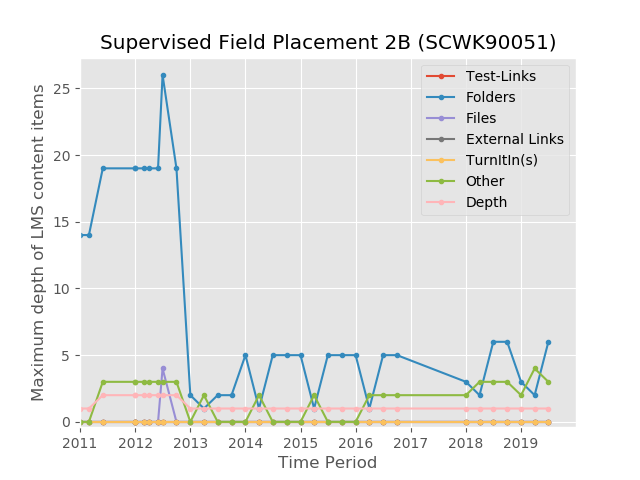 Supervised Field Placement 2B (SCWK90051)
Test-Links
Folders
Files
External Links
TurnItIn(s)
Other
Depth
Maximum depth of LMS content items
25
20
15
10
5
0
2011 2012 2013 2014 2015 2016 2017 2018 2019
Time Period